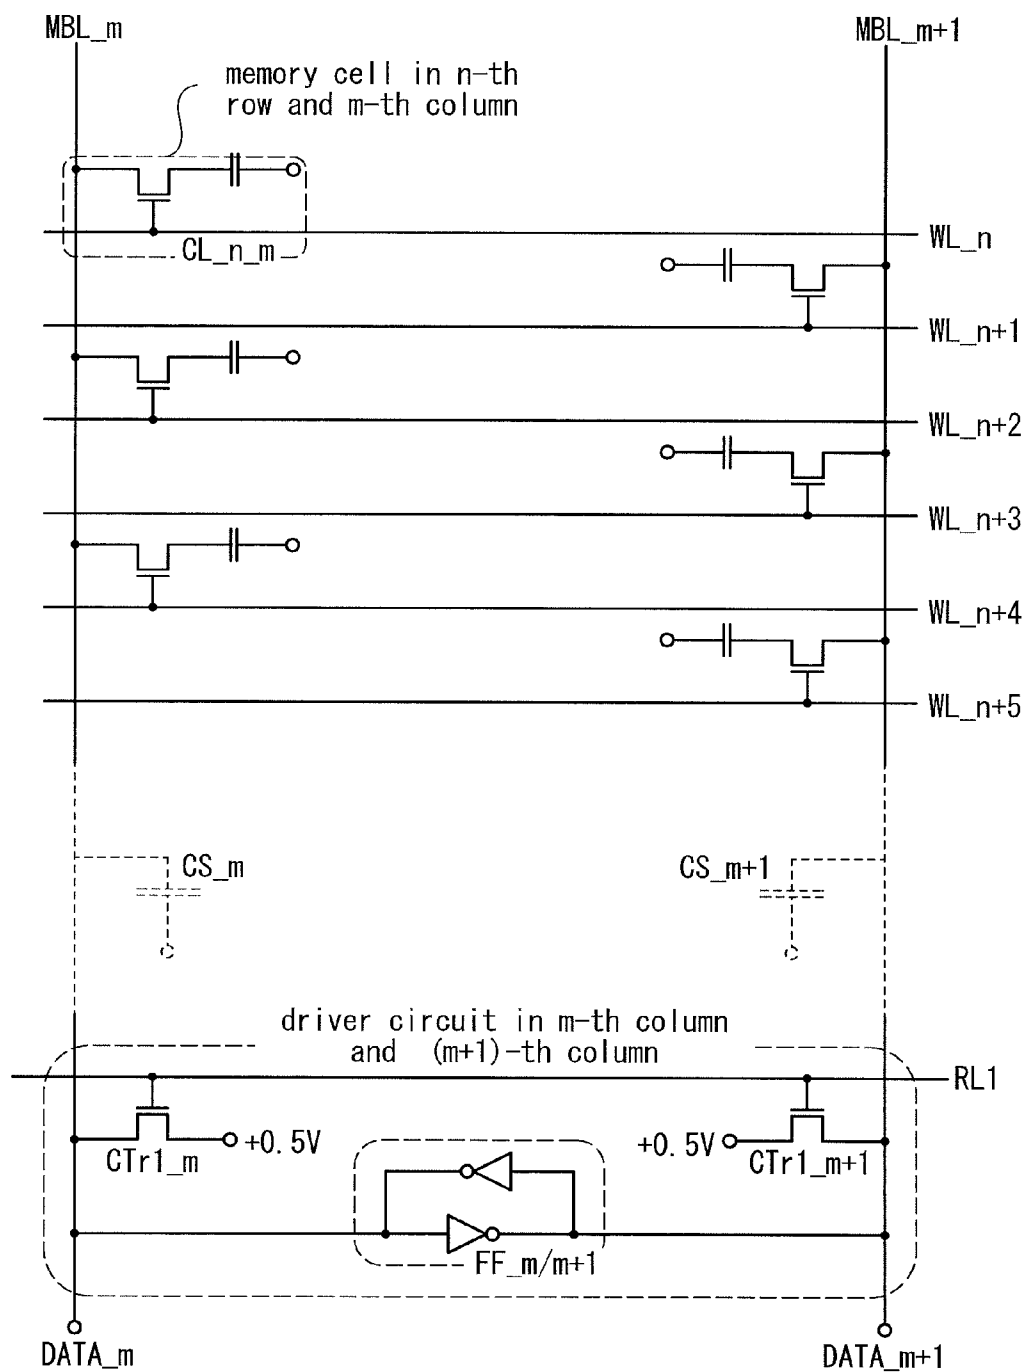 MBL_m
MBL_m+1
memory cell in n-th
row and m-th column
CL_n_m
WL_n
WL_n+1
WL_n+2
WL_n+3
WL_n+4
WL_n+5
CS_m
CS_m+1
driver circuit in m-th column
and (m+1)-th column
RL1
+0.5V
+0.5V
CTr1_m
CTr1_m+1
FF_m/m+1
DATA_m
DATA_m+1